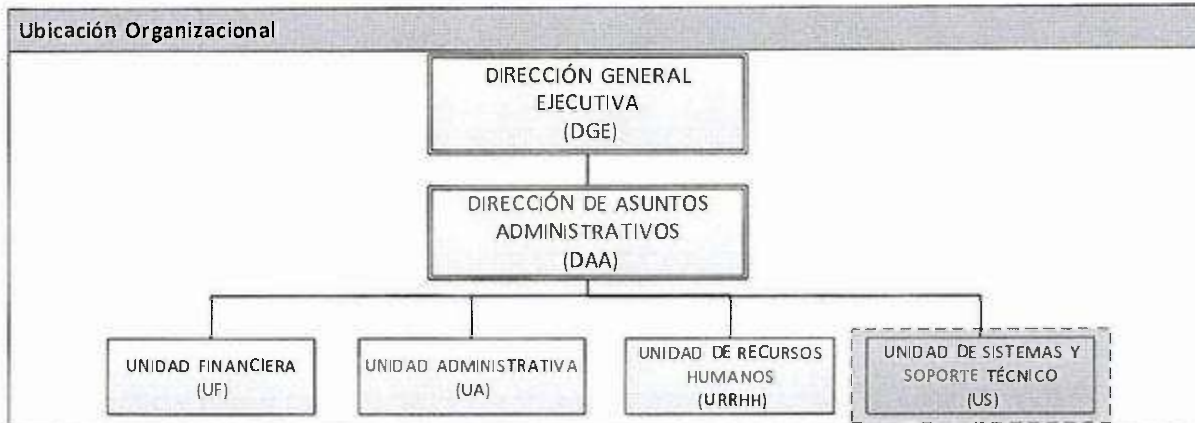 Ubicación Organizacional
DIRECCIÓN GENERAL
EJECUTIVA
(DGE)
DIRECCIÓN DE ASUNTOS
ADMINISTRATIVOS
(DAA)
UNIDAD FINANCIERA
(UF)
UNIDAD ADMINISTRATIVA
(UA)
UNIDAD DE RECURSOS
HUMANOS
(URRHH)
UNIDAD DE SISTEMAS Y
SOPORTE TÉCNICO
(US)